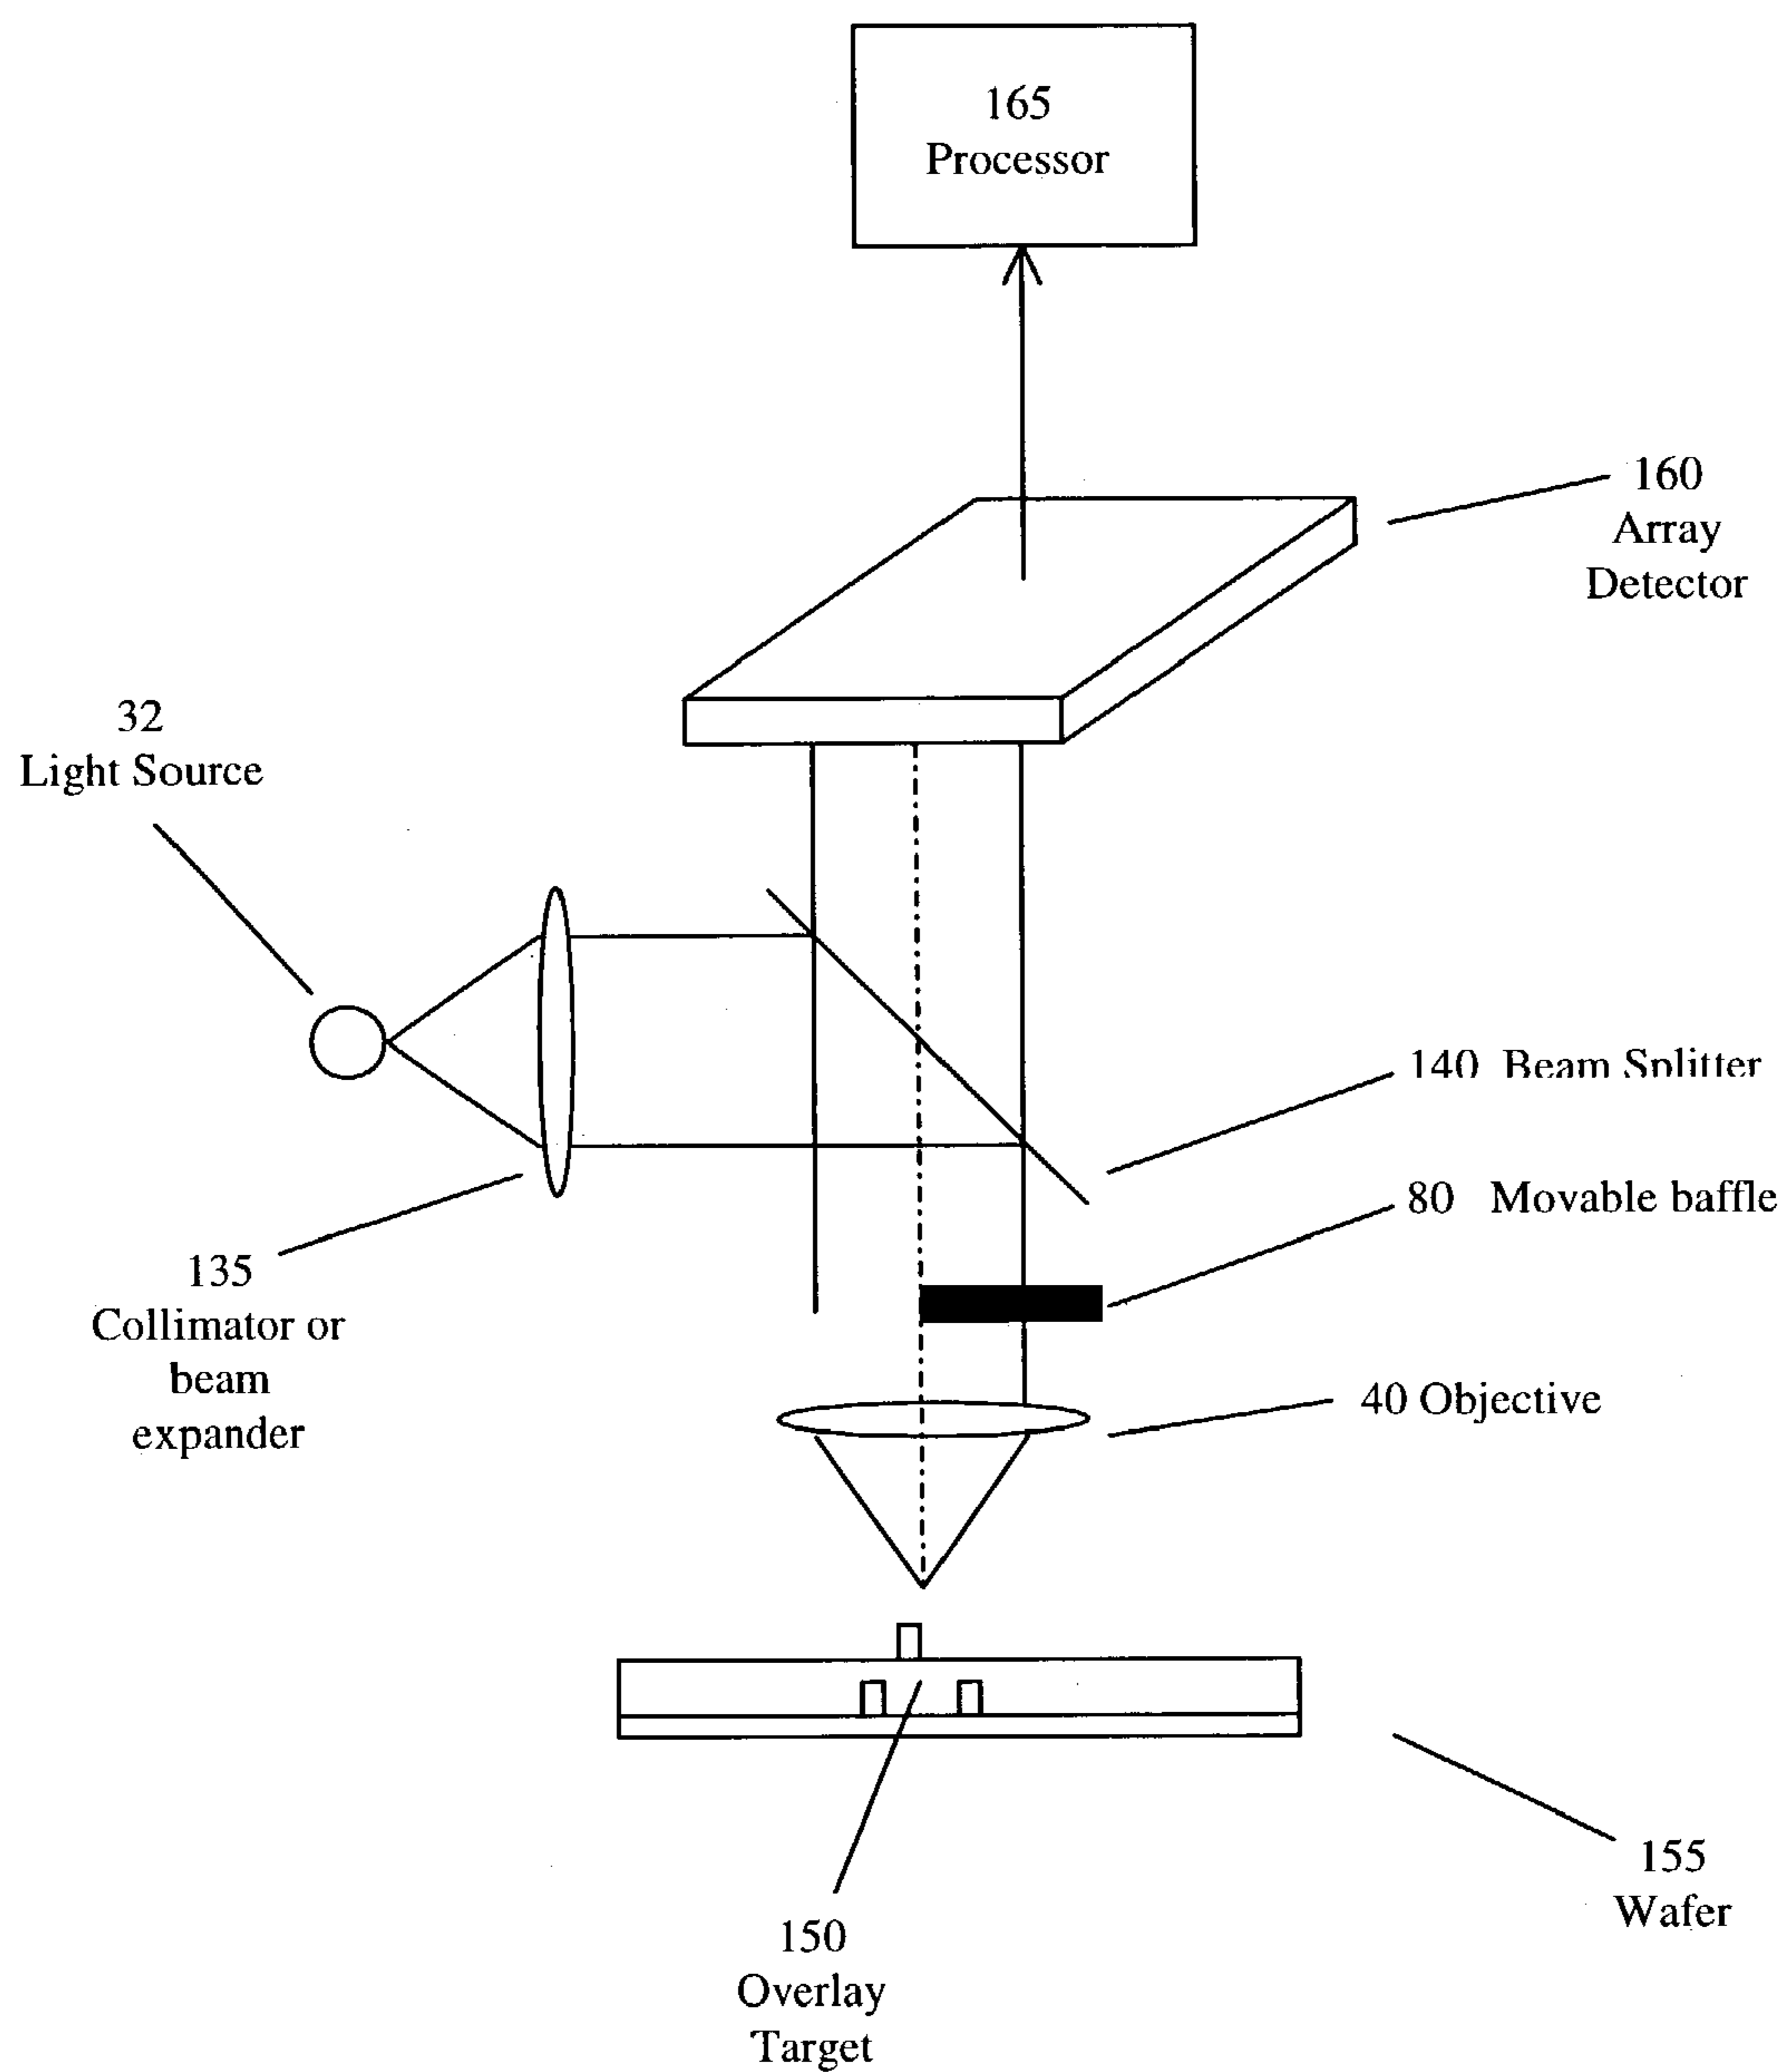 165
Processor
160
Array
Detector
32
Light Source
140 Beam Splitter
80 Movable baffle
135
Collimator or
beam
expander
40 Objective
155
Wafer
150
Overlay
Target